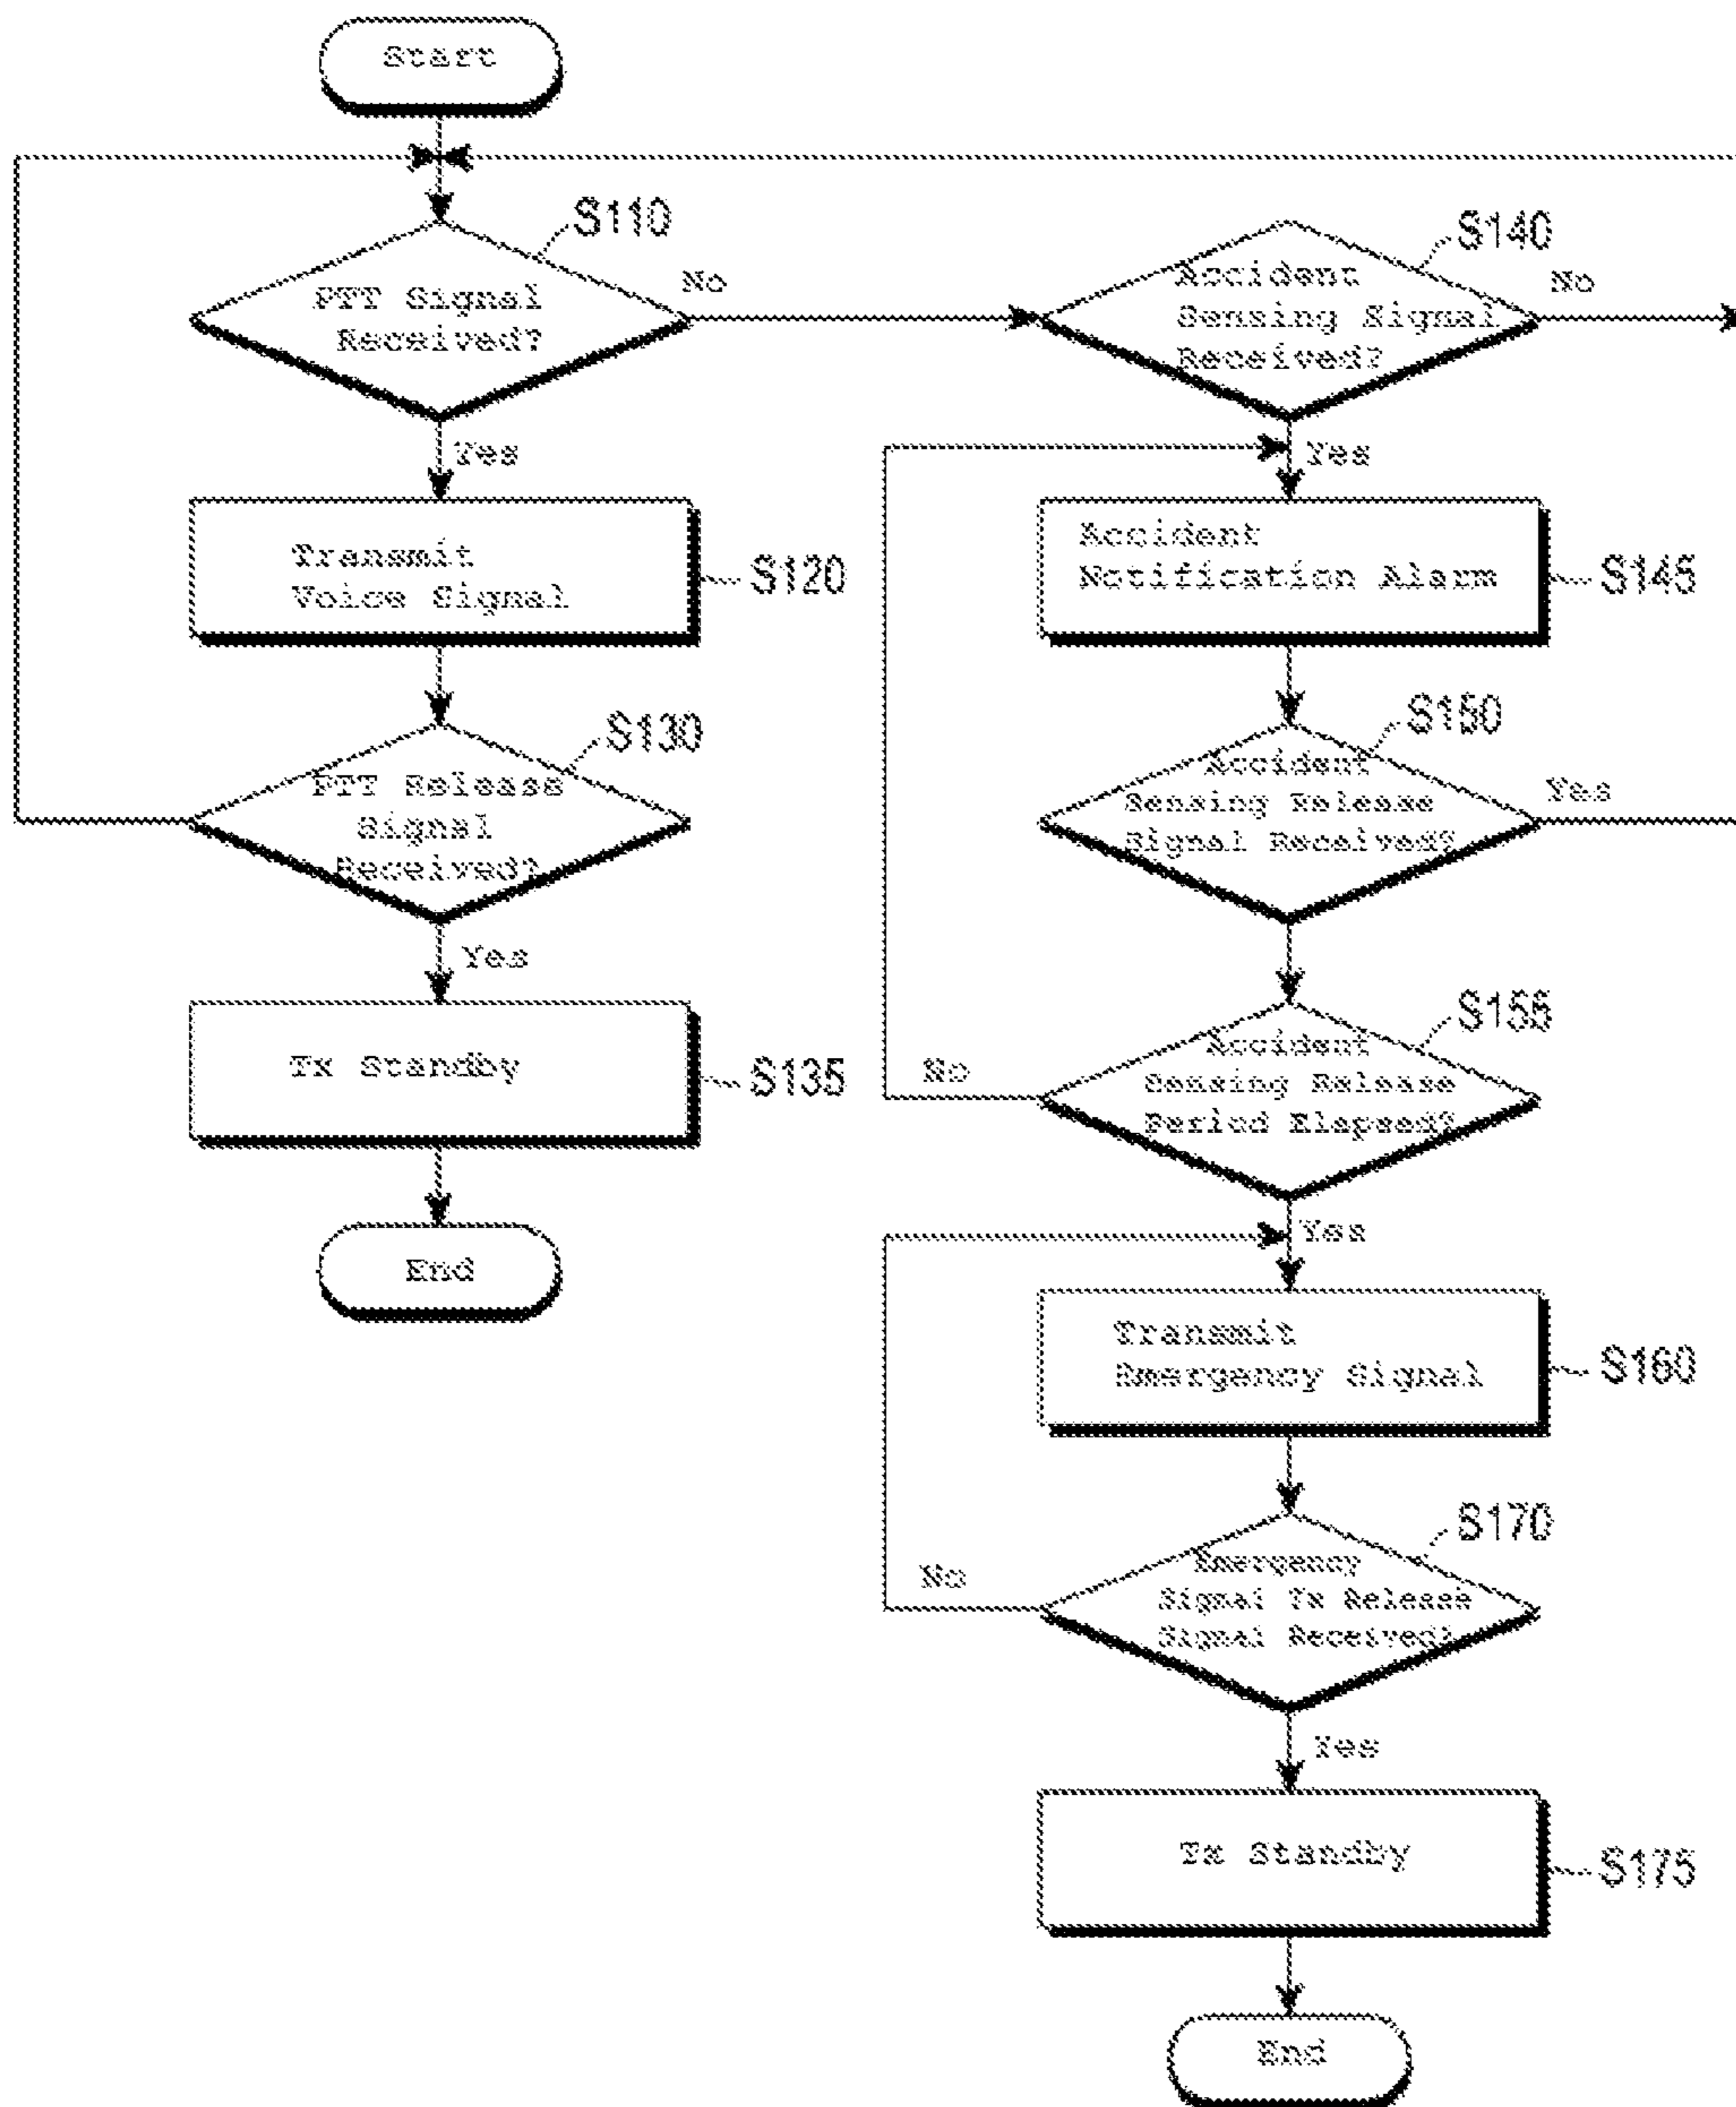 Start
S110
PTT Signal
Received?
No
Yes
Transmit
Voice Signal
S120
S130
PTT Release
Signal
Received?
Yes
Tx Standby
S135
End
S140
Accident
Sensing Signal
Received?
No
Yes
Accident
Notification Alarm
S145
S150
Accident
Sensing Release
Signal Received?
Yes
S155
Accident
Sensing Release
Period Elapsed?
No
Yes
Transmit
Emergency Signal
S160
S170
Emergency
Signal Tx Release
Signal Received?
No
Yes
Tx Standby
S175
End